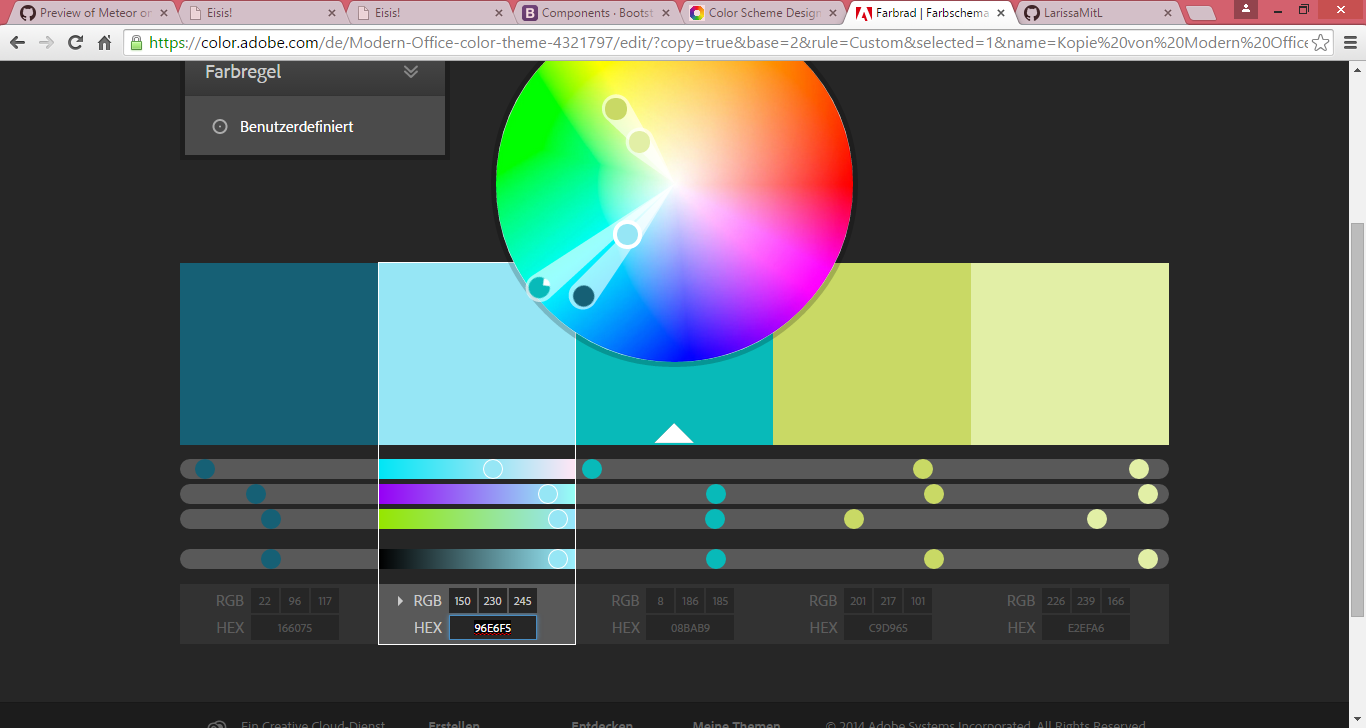 Preview of Meteor or
Eisis!
Eisis!
Components · Bootst
Color Scheme Design
Farbrad | Farbschema
LarissaMitL
https://color.adobe.com/de/Modern-Office-color-theme-4321797/edit/?copy=true&base=2&rule=Custom&selected=1&name=Kopie%20von%20Modern%20Office
Farbregel
Benutzerdefiniert
RGB 22 96 117
HEX 166075
RGB 150 230 245
HEX 96E6F5
RGB 8 186 185
HEX 08BAB9
RGB 201 217 101
HEX C9D965
RGB 226 239 166
HEX E2EFA6
Ein Creative Cloud-Dienst
Erstellen
Entdecken
Meine Themen
© 2014 Adobe Systems Incorporated. All Rights Reserved.